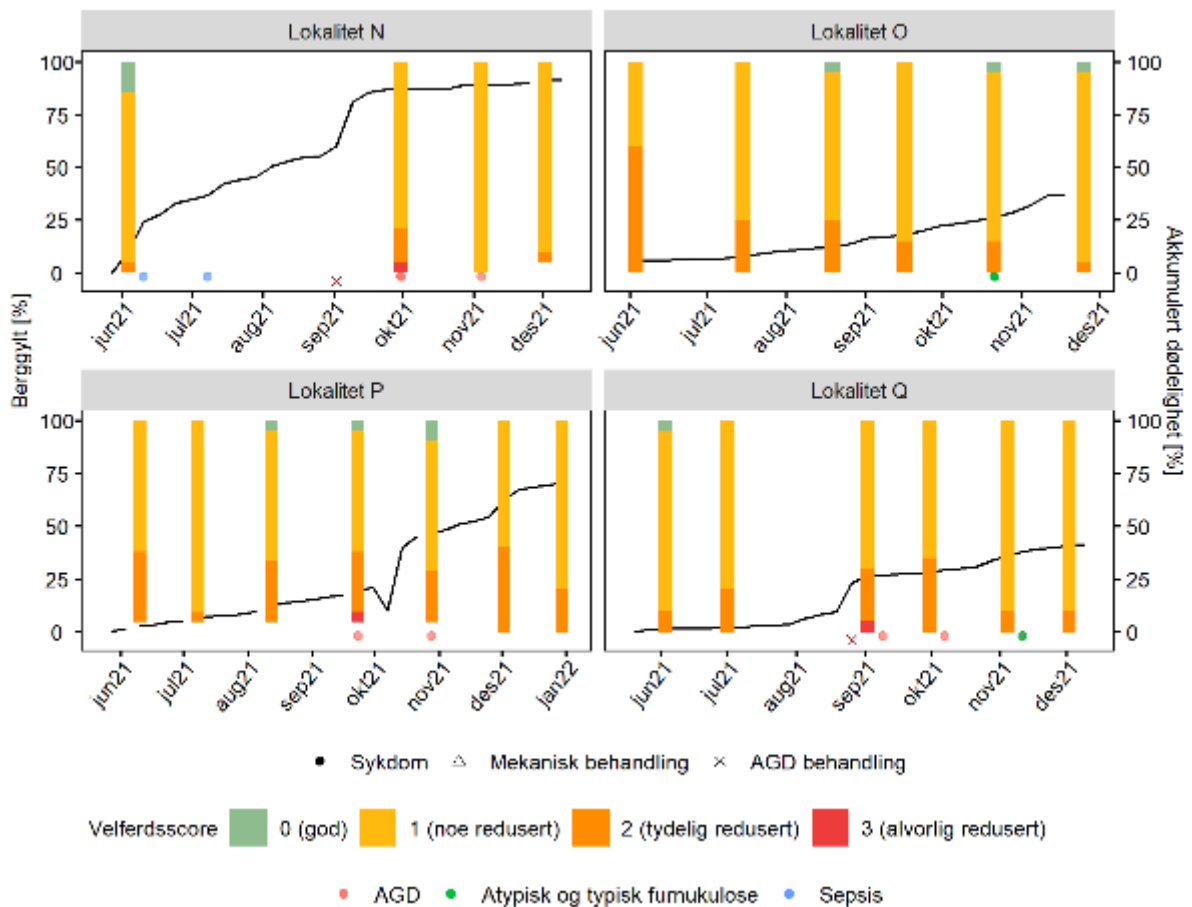 Lokalitet N
Lokalitet O
100
75
50
25
0
100
75
50
25
0
jun21
jul21
aug21
sep21
okt21
nov21
des21
jun21
jul21
aug21
sep21
okt21
nov21
des21
Berggylt [%]
Akkumulert dødelighet [%]
Lokalitet P
Lokalitet Q
100
75
50
25
0
100
75
50
25
0
jun21
jul21
aug21
sep21
okt21
nov21
des21
jan22
jun21
jul21
aug21
sep21
okt21
nov21
des21
Sykdom Mekanisk behandling AGD behandling
Velferdsscore 0 (god) 1 (noe redusert) 2 (tydelig redusert) 3 (alvorlig redusert)
AGD Atypisk og typisk furnukulose Sepsis